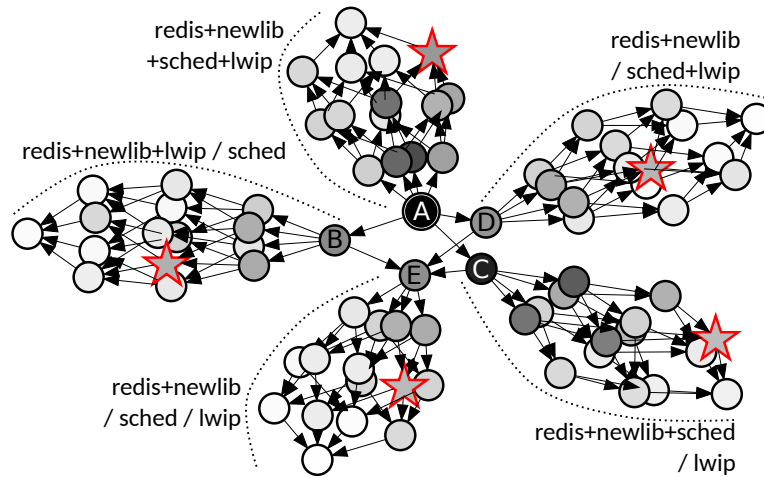 redis+newlib
+sched+lwip
redis+newlib
/ sched+lwip
redis+newlib+lwip / sched
A
D
B
C
E
redis+newlib
/ sched / lwip
redis+newlib+sched
/ lwip